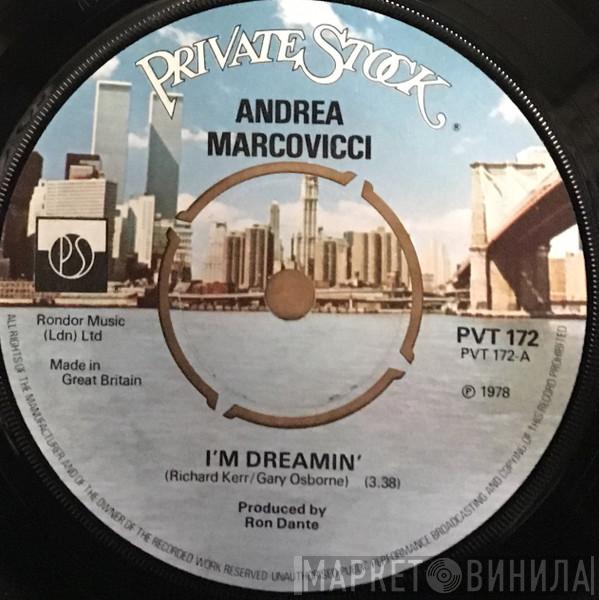 PRIVATE STOCK
®
ANDREA
MARCOVICCI
PS
Rondor Music
(Ldn) Ltd
Made in
Great Britain
PVT 172
PVT 172-A
℗ 1978
I'M DREAMIN'
(Richard Kerr/Gary Osborne) (3.38)
Produced by
Ron Dante
ALL RIGHTS OF THE MANUFACTURER AND OF THE OWNER OF THE RECORDED WORK RESERVED UNAUTHORISED PUBLIC PERFORMANCE BROADCASTING AND COPYING OF THIS RECORD PROHIBITED
МАРКЕТ ВИНИЛА